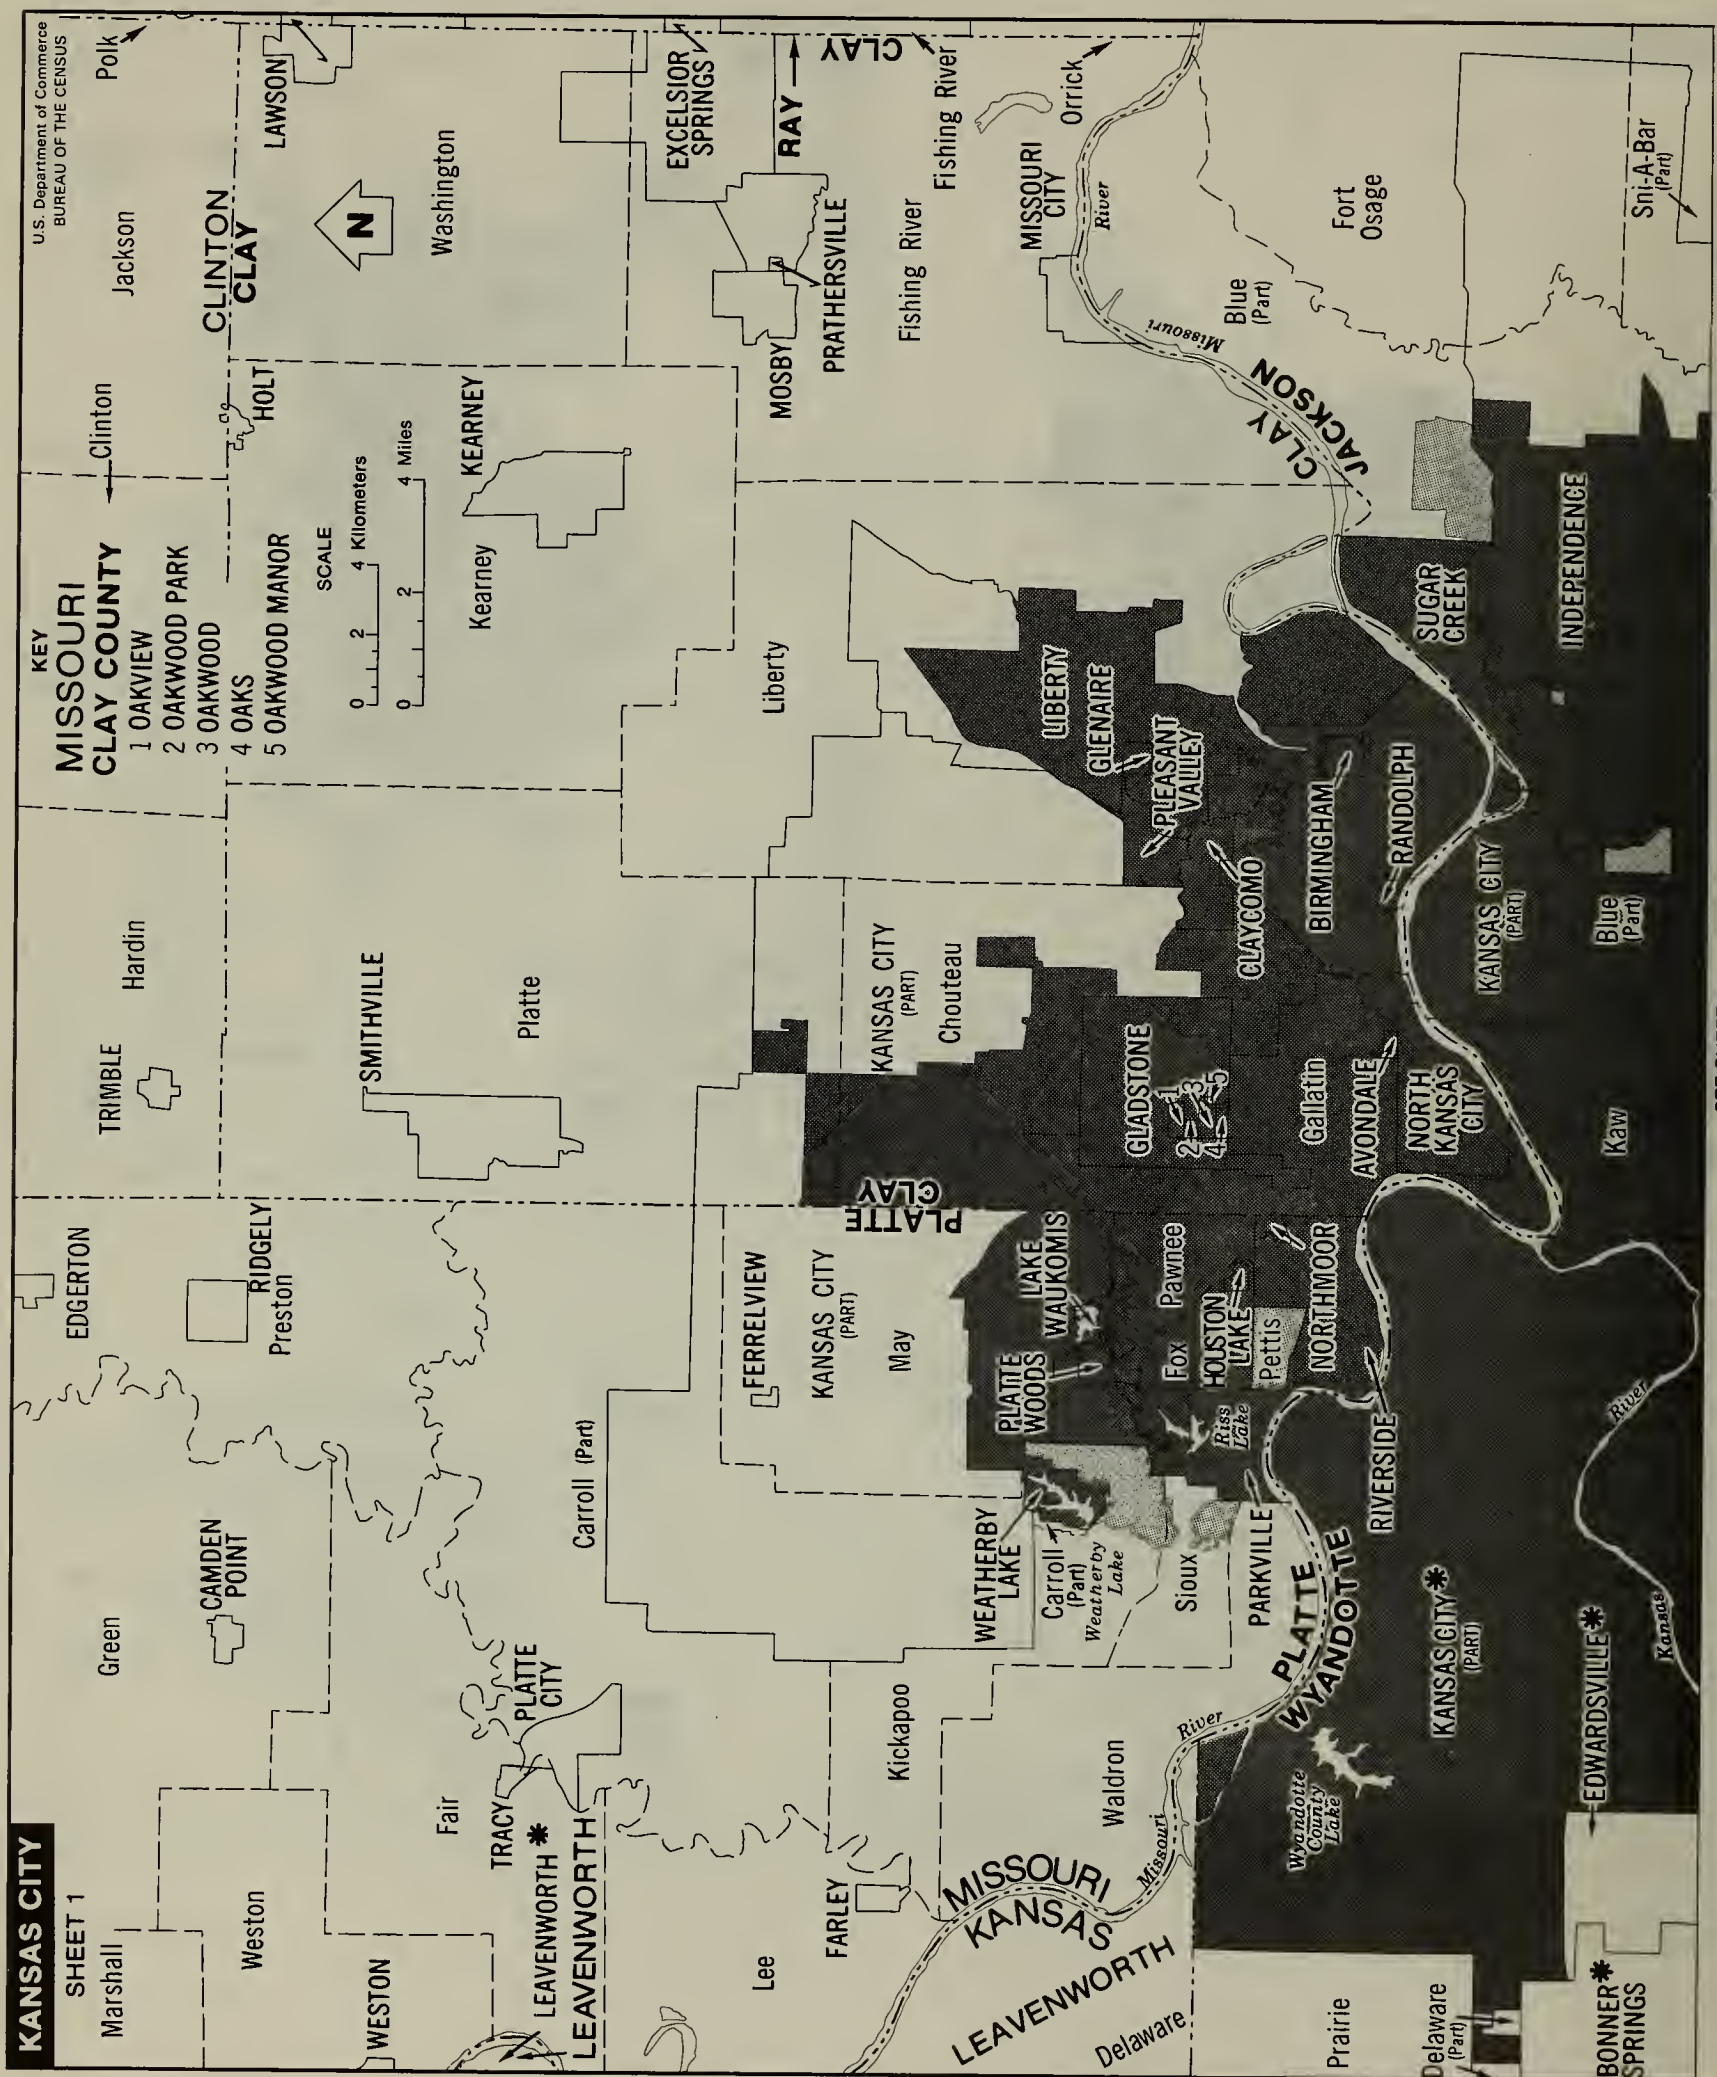 KANSAS CITY
SHEET 1
U.S. Department of Commerce
BUREAU OF THE CENSUS
KEY
MISSOURI
CLAY COUNTY
1 OAKVIEW
2 OAKWOOD PARK
3 OAKWOOD
4 OAKS
5 OAKWOOD MANOR
SCALE
0 2 4 Kilometers
0 2 4 Miles
N
Marshall
Weston
WESTON
LEAVENWORTH *
LEAVENWORTH
Green
CAMDEN
POINT
EDGERTON
RIDGELY
Preston
TRIMBLE
Hardin
Clinton
Jackson
Polk
CLINTON
CLAY
LAWSON
HOLT
Washington
SMITHVILLE
Platte
KEARNEY
Kearney
Fair
TRACY
PLATTE
CITY
Carroll (Part)
EXCELSIOR
SPRINGS
RAY
CLAY
Fishing River
Fishing River
MOSBY
PRATHERSVILLE
Orrick
MISSOURI
CITY
River
Missouri
Blue
(Part)
Fort
Osage
Sni-A-Bar
(Part)
Liberty
LIBERTY
GLENAIRE
PLEASANT
VALLEY
CLAYCOMO
BIRMINGHAM
RANDOLPH
CLAY
JACKSON
SUGAR
CREEK
INDEPENDENCE
KANSAS CITY
(PART)
Chouteau
PLATTE
CLAY
GLADSTONE
1
2
3
4
5
Gallatin
AVONDALE
NORTH
KANSAS
CITY
KANSAS CITY
(PART)
Blue
(Part)
Kaw
FERRELVIEW
KANSAS CITY
(PART)
May
LAKE
WAUKOMIS
PLATTE
WOODS
Pawnee
Fox
HOUSTON
LAKE
Pettis
NORTHMOOR
Riss
Lake
RIVERSIDE
WEATHERBY
LAKE
Carroll
(Part)
Weatherby
Lake
Sioux
PARKVILLE
PLATTE
WYANDOTTE
Lee
FARLEY
Kickapoo
Waldron
River
Missouri
MISSOURI
KANSAS
LEAVENWORTH
Delaware
Wyandotte
County
Lake
KANSAS CITY *
(PART)
EDWARDSVILLE *
Kansas
River
Prairie
Delaware
(Part)
BONNER *
SPRINGS